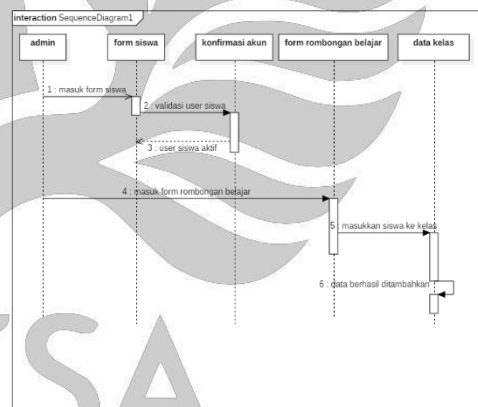 interaction SequenceDiagram1
admin
form siswa
konfirmasi akun
form rombongan belajar
data kelas
1 : masuk form siswa
2 : validasi user siswa
3 : user siswa aktif
4 : masuk form rombongan belajar
5 : masukkan siswa ke kelas
6 : data berhasil ditambahkan
SA